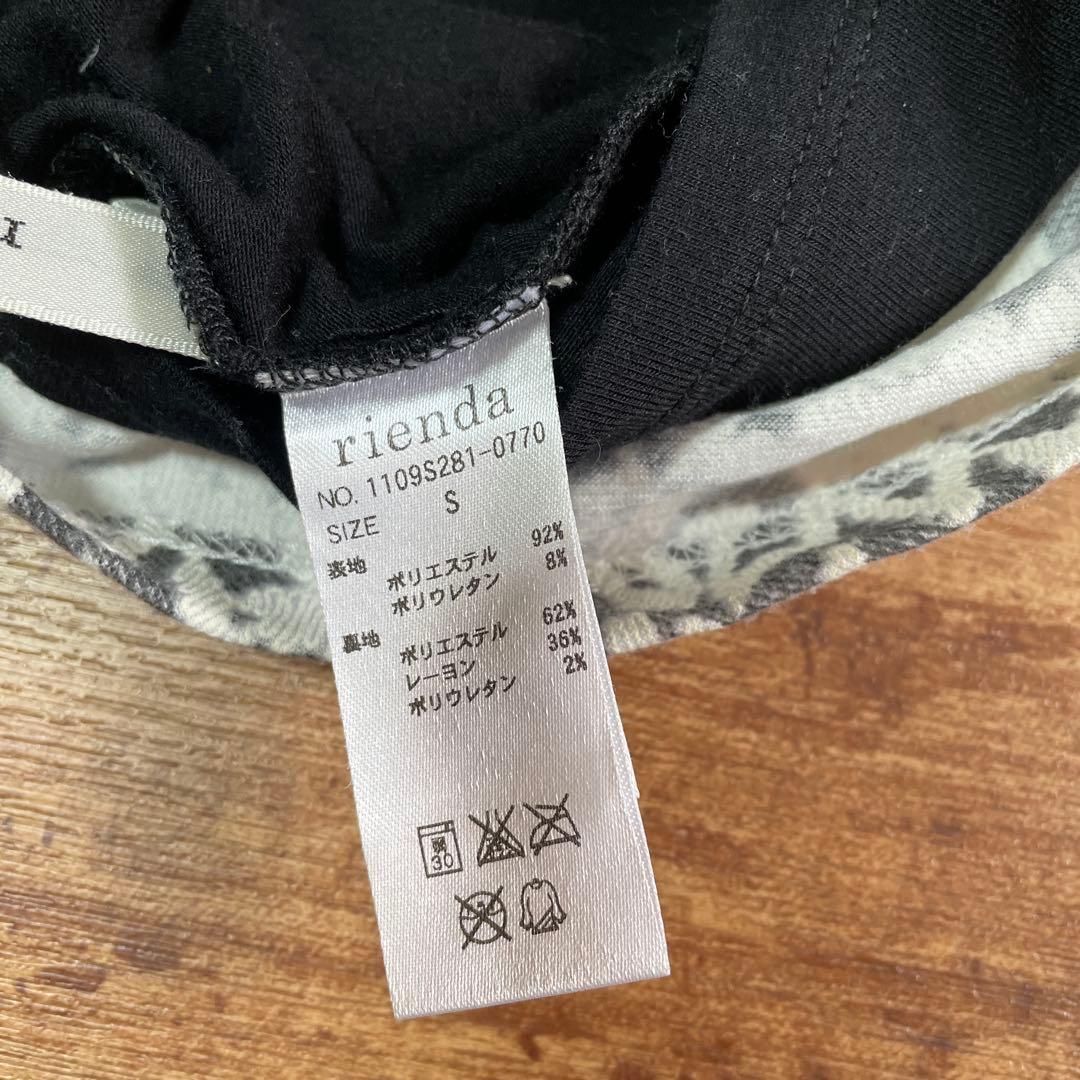 rienda
NO. 1109S281-0770
SIZE S
表地 ポリエステル 92%
ポリウレタン 8%
裏地 ポリエステル 62%
レーヨン 36%
ポリウレタン 2%
30